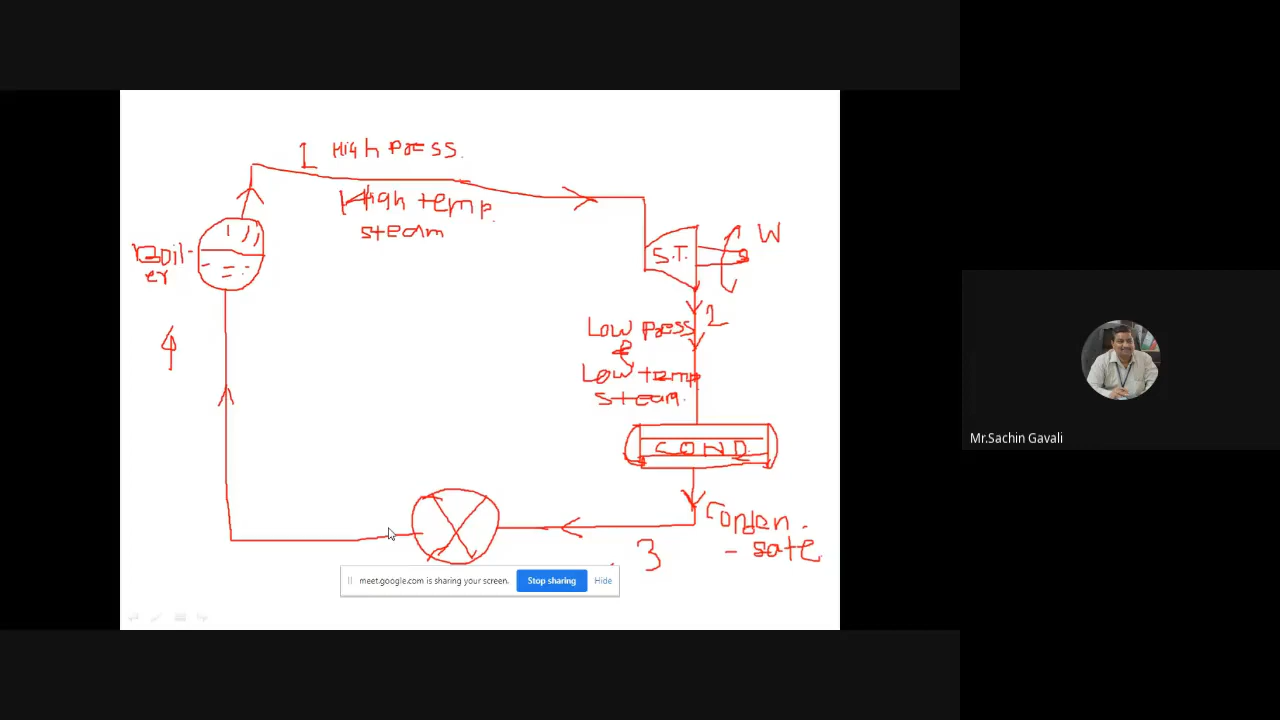 1 High Press.
High temp.
steam
Boil-
er
S.T.
W
2
Low press
&
Low temp
steam.
4
COND.
Conden.
- sate
3
meet.google.com is sharing your screen.
Stop sharing
Hide
Mr.Sachin Gavali